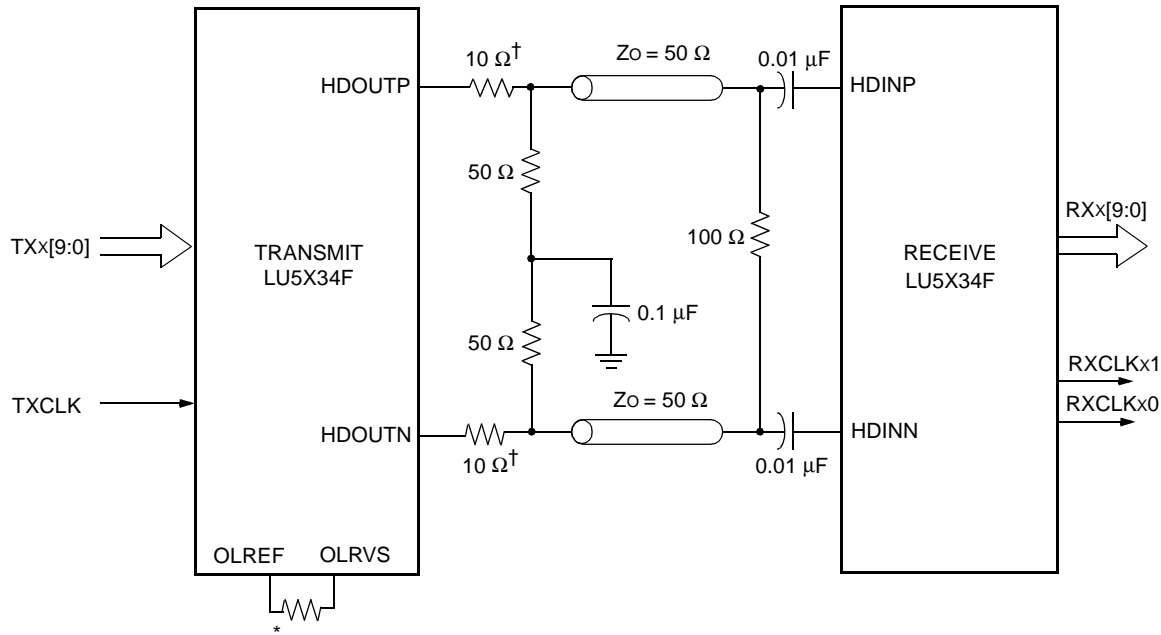 10 Ω†
ZO = 50 Ω
0.01 μF
HDOUTP
HDINP
50 Ω
TXX[9:0]
TRANSMIT
LU5X34F
100 Ω
RECEIVE
LU5X34F
RXX[9:0]
0.1 μF
50 Ω
RXCLKX1
TXCLK
ZO = 50 Ω
RXCLKX0
HDOUTN
HDINN
10 Ω†
0.01 μF
OLREF
OLRVS
*